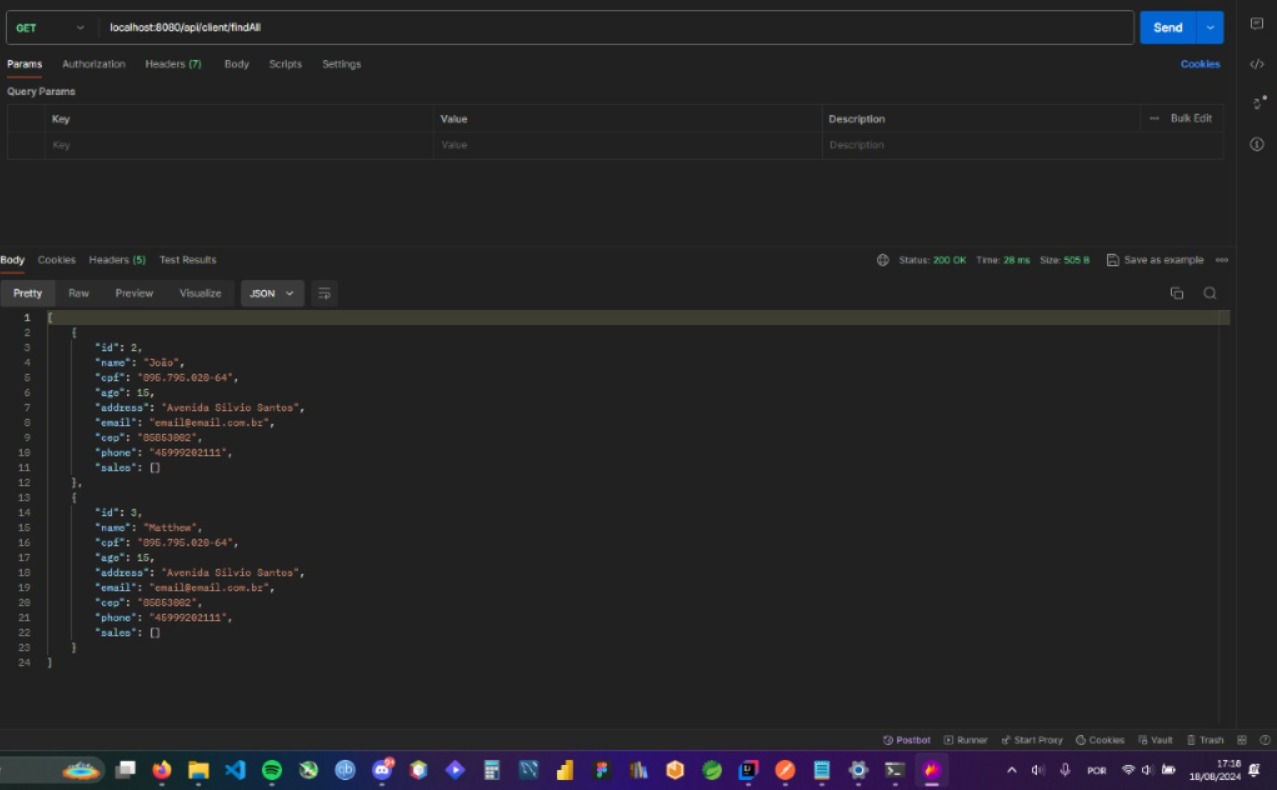 GET localhost:8080/api/client/findAll Send
Params Authorization Headers (7) Body Scripts Settings Cookies
Query Params
Key Value Description Bulk Edit
Key Value Description
Body Cookies Headers (5) Test Results Status: 200 OK Time: 28 ms Size: 505 B Save as example
Pretty Raw Preview Visualize JSON
1 [
2 {
3 "id": 2,
4 "name": "João",
5 "cpf": "895.795.020-64",
6 "age": 15,
7 "address": "Avenida Silvio Santos",
8 "email": "email@email.com.br",
9 "cep": "85853002",
10 "phone": "45999202111",
11 "sales": []
12 },
13 {
14 "id": 3,
15 "name": "Matthew",
16 "cpf": "895.795.020-64",
17 "age": 15,
18 "address": "Avenida Silvio Santos",
19 "email": "email@email.com.br",
20 "cep": "85853002",
21 "phone": "45999202111",
22 "sales": []
23 }
24 ]
Postbot Runner Start Proxy Cookies Vault Trash
POR 17:18
18/08/2024